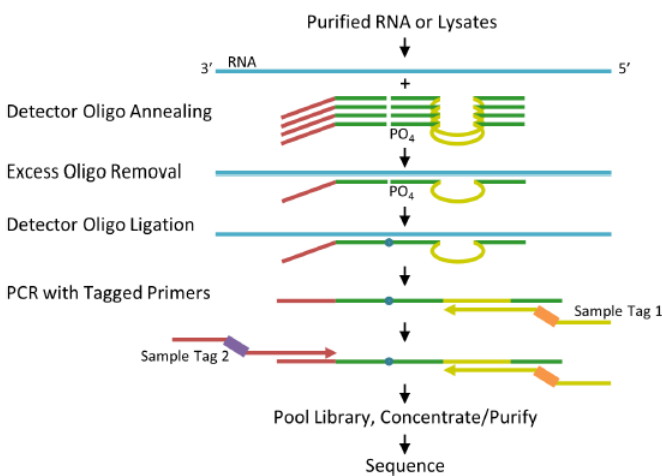 Purified RNA or Lysates
3’ RNA 5’
+
Detector Oligo Annealing
PO4
Excess Oligo Removal
PO4
Detector Oligo Ligation
PCR with Tagged Primers
Sample Tag 1
Sample Tag 2
Pool Library, Concentrate/Purify
Sequence